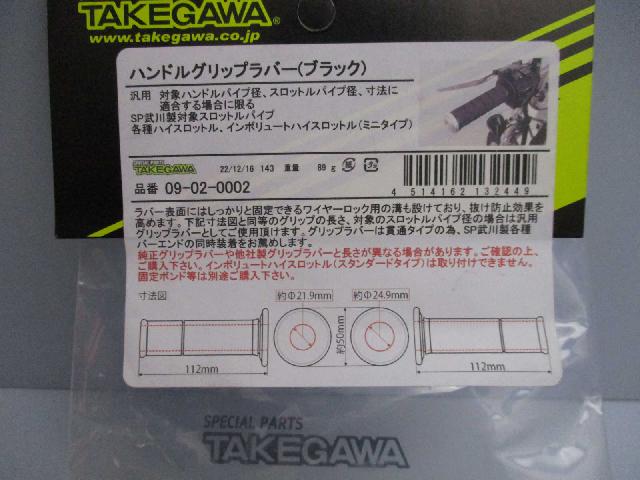 TAKEGAWA®
www.takegawa.co.jp
ハンドルグリップラバー(ブラック)
汎用 対象ハンドルパイプ径、スロットルパイプ径、寸法に
適合する場合に限る
SP武川製対象スロットルパイプ
各種ハイスロットル、インボリュートハイスロットル(ミニタイプ)
SPECIAL PARTS
TAKEGAWA 22/12/16 143 重量 89 g
品番 09-02-0002
4 514162 132449
ラバー表面にはしっかりと固定できるワイヤーロック用の溝も設けており、抜け防止効果を
高めます。下記寸法図と同等のグリップの長さ、対象のスロットルパイプ径の場合は汎用
グリップラバーとしてご使用頂けます。グリップラバーは貫通タイプの為、SP武川製各種
バーエンドの同時装着をお薦めします。
純正グリップラバーや他社製グリップラバーと長さが異なる場合があります。ご確認の上、
ご購入下さい。インボリュートハイスロットル(スタンダードタイプ)は取り付けできません。
固定ボンド等は別途ご購入下さい。
寸法図 約Φ21.9mm 約Φ24.9mm
約50mm
112mm 112mm
SPECIAL PARTS
TAKEGAWA